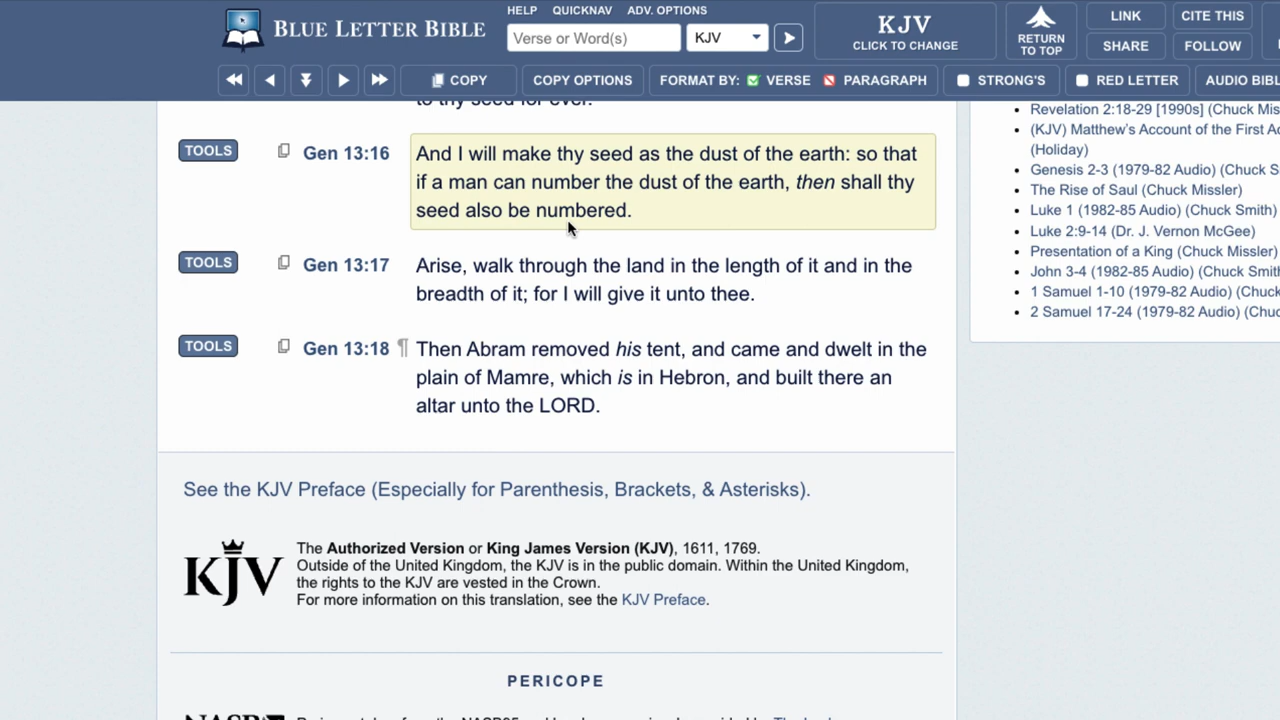 HELP QUICKNAV ADV. OPTIONS
BLUE LETTER BIBLE
Verse or Word(s)
KJV
KJV
CLICK TO CHANGE
RETURN
TO TOP
LINK
CITE THIS
SHARE
FOLLOW
COPY
COPY OPTIONS
FORMAT BY: VERSE PARAGRAPH
STRONG'S
RED LETTER
AUDIO BIBL
to thy seed for ever.
TOOLS Gen 13:16 And I will make thy seed as the dust of the earth: so that
if a man can number the dust of the earth, then shall thy
seed also be numbered.
TOOLS Gen 13:17 Arise, walk through the land in the length of it and in the
breadth of it; for I will give it unto thee.
TOOLS Gen 13:18 ¶ Then Abram removed his tent, and came and dwelt in the
plain of Mamre, which is in Hebron, and built there an
altar unto the LORD.
See the KJV Preface (Especially for Parenthesis, Brackets, & Asterisks).
KJV
The Authorized Version or King James Version (KJV), 1611, 1769.
Outside of the United Kingdom, the KJV is in the public domain. Within the United Kingdom,
the rights to the KJV are vested in the Crown.
For more information on this translation, see the KJV Preface.
PERICOPE
• Revelation 2:18-29 [1990s] (Chuck Mis
• (KJV) Matthew's Account of the First Ad
(Holiday)
• Genesis 2-3 (1979-82 Audio) (Chuck S
• The Rise of Saul (Chuck Missler)
• Luke 1 (1982-85 Audio) (Chuck Smith)
• Luke 2:9-14 (Dr. J. Vernon McGee)
• Presentation of a King (Chuck Missler)
• John 3-4 (1982-85 Audio) (Chuck Smith
• 1 Samuel 1-10 (1979-82 Audio) (Chuck
• 2 Samuel 17-24 (1979-82 Audio) (Chuc